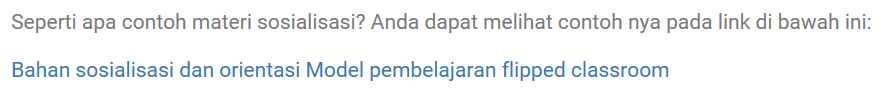 Seperti apa contoh materi sosialisasi? Anda dapat melihat contoh nya pada link di bawah ini:
Bahan sosialisasi dan orientasi Model pembelajaran flipped classroom